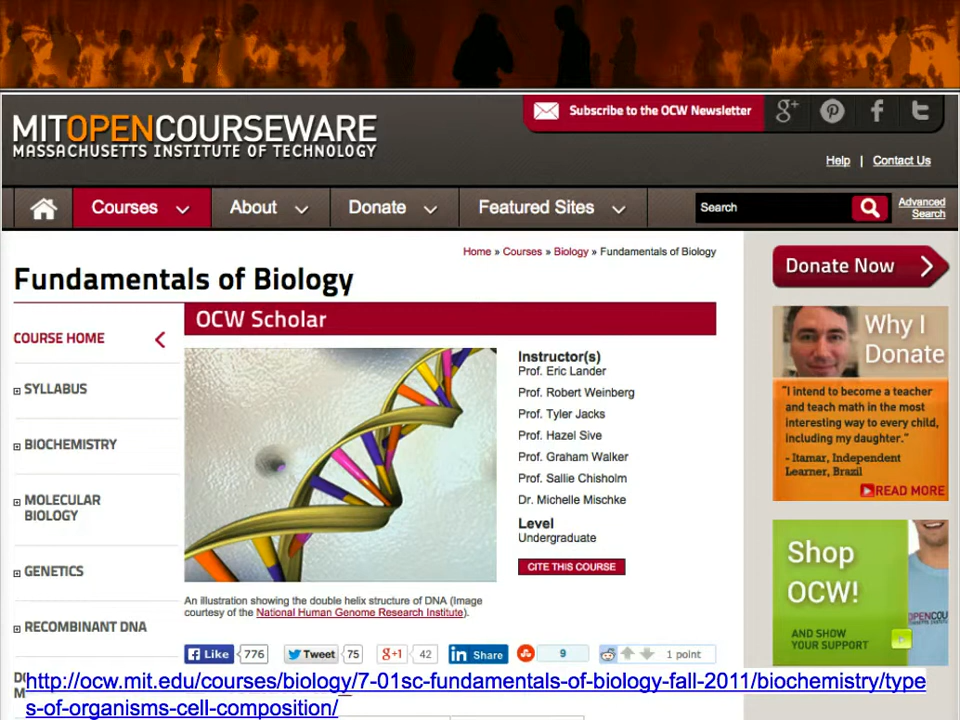 MITOPENCOURSEWARE
MASSACHUSETTS INSTITUTE OF TECHNOLOGY
Subscribe to the OCW Newsletter
Help | Contact Us
Courses
About
Donate
Featured Sites
Search
Advanced Search
Home » Courses » Biology » Fundamentals of Biology
Fundamentals of Biology
COURSE HOME
SYLLABUS
BIOCHEMISTRY
MOLECULAR
BIOLOGY
GENETICS
RECOMBINANT DNA
OCW Scholar
Instructor(s)
Prof. Eric Lander
Prof. Robert Weinberg
Prof. Tyler Jacks
Prof. Hazel Sive
Prof. Graham Walker
Prof. Sallie Chisholm
Dr. Michelle Mischke
Level
Undergraduate
CITE THIS COURSE
An illustration showing the double helix structure of DNA (Image
courtesy of the National Human Genome Research Institute).
Like 776 Tweet 75 g+1 42 in Share 9 1 point
Donate Now
Why I
Donate
"I intend to become a teacher
and teach math in the most
interesting way to every child,
including my daughter."
- Itamar, Independent
Learner, Brazil
READ MORE
Shop
OCW!
AND SHOW
YOUR SUPPORT
http://ocw.mit.edu/courses/biology/7-01sc-fundamentals-of-biology-fall-2011/biochemistry/type
s-of-organisms-cell-composition/